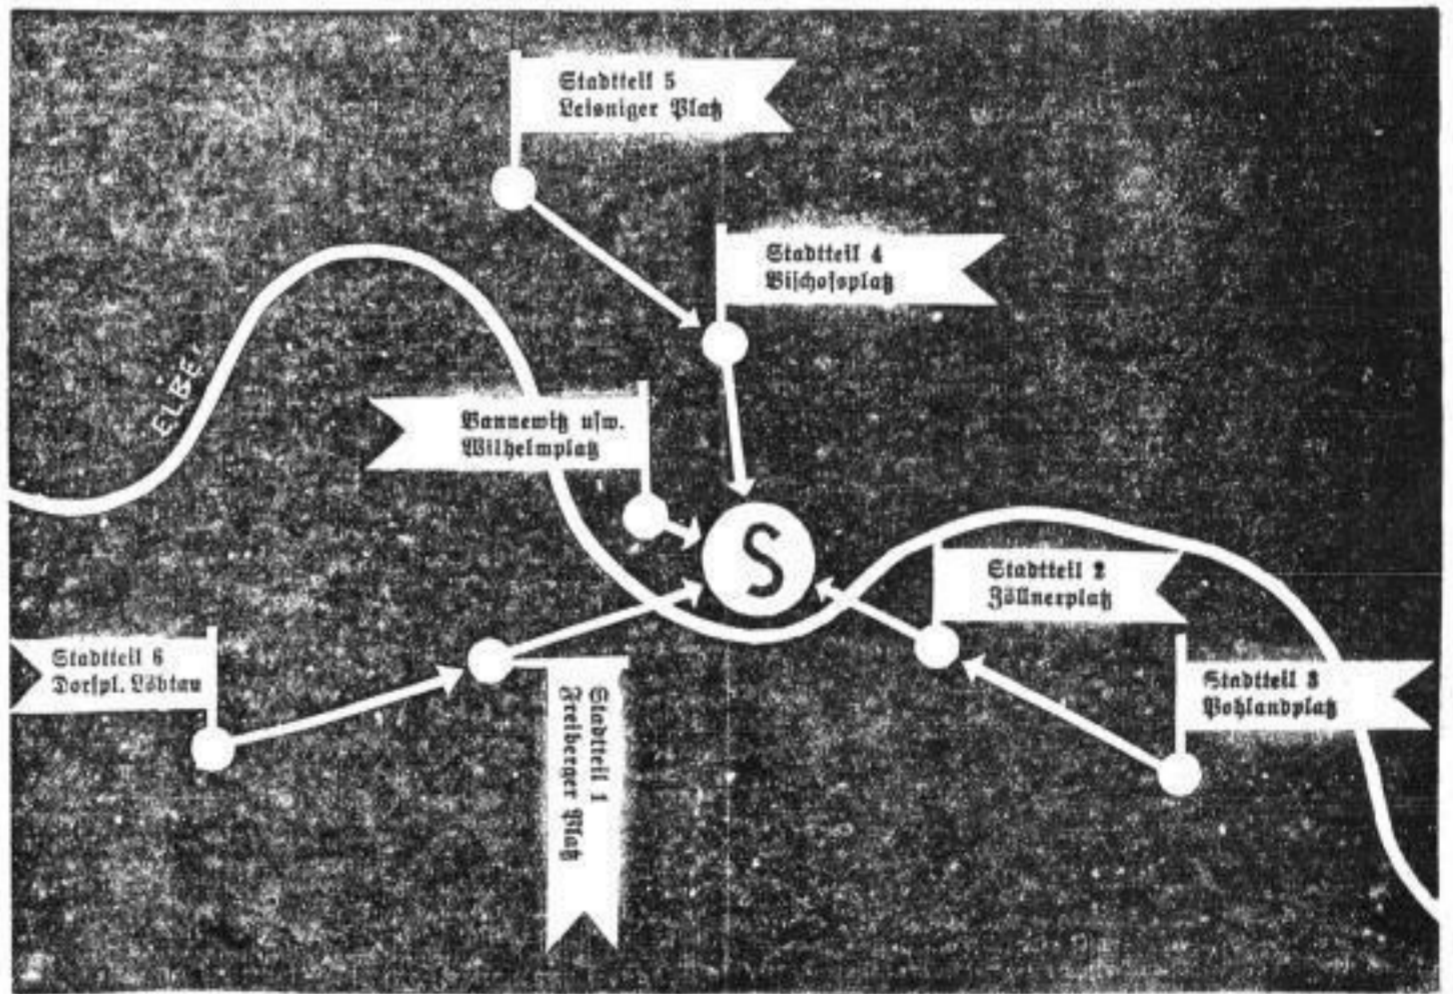 Stadtteil 5
Leisniger Platz
Stadtteil 4
Bischofsplatz
ELBE
Bannewitz usw.
Wilhelmplatz
S
Stadtteil 2
Zöllnerplatz
Stadtteil 6
Dorfpl. Löbtau
Stadtteil 3
Pohlandplatz
Stadtteil 1
Freiberger Platz